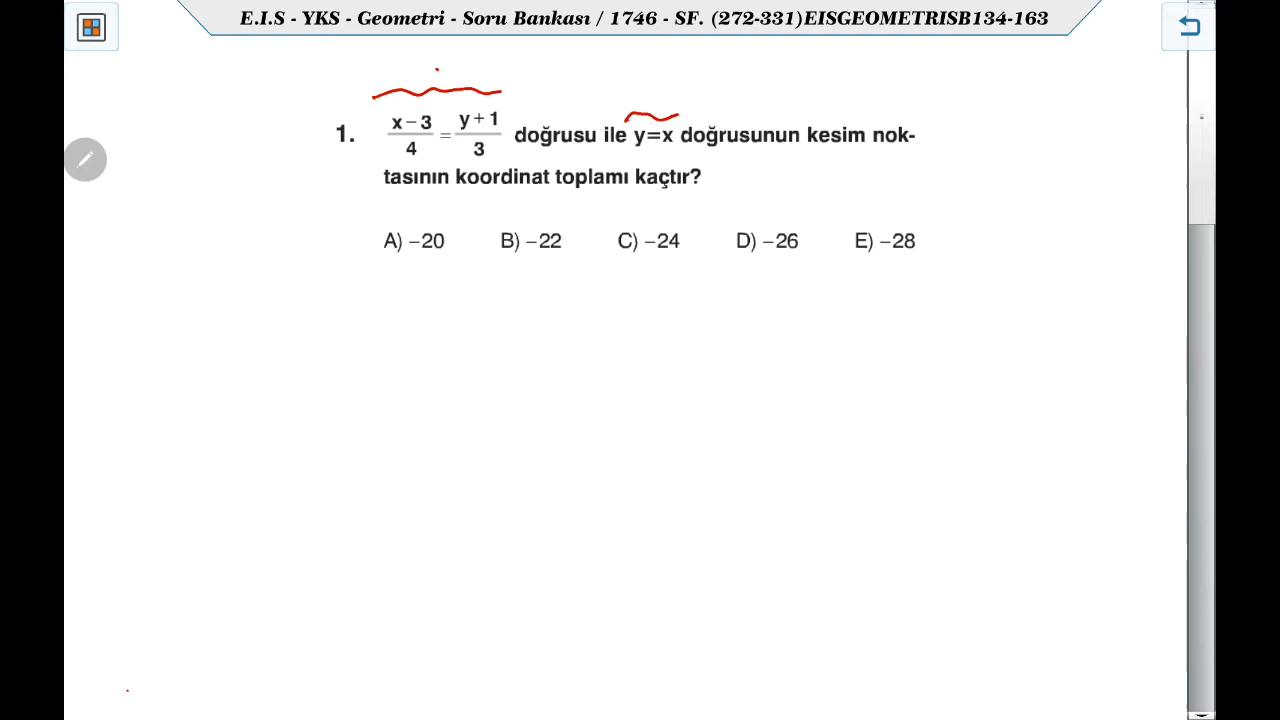 E.I.S - YKS - Geometri - Soru Bankası / 1746 - SF. (272-331)EISGEOMETRISB134-163
1. x – 3 / 4 = y + 1 / 3 doğrusu ile y=x doğrusunun kesim nok-
tasının koordinat toplamı kaçtır?
A) –20 B) –22 C) –24 D) –26 E) –28